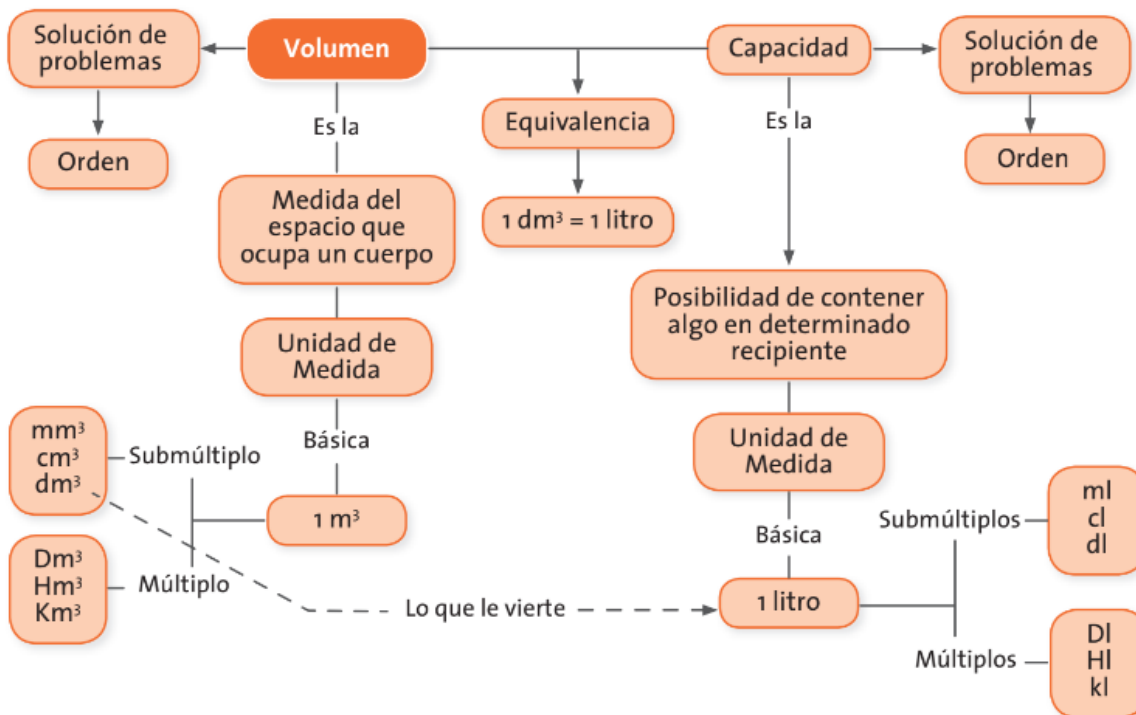 Solución de
problemas
Volumen
Capacidad
Solución de
problemas
Orden
Es la
Equivalencia
Es la
Orden
Medida del
espacio que
ocupa un cuerpo
1 dm³ = 1 litro
Posibilidad de contener
algo en determinado
recipiente
Unidad de
Medida
Básica
Unidad de
Medida
mm³
cm³
dm³
Submúltiplo
1 m³
Básica
Submúltiplos
ml
cl
dl
Dm³
Hm³
Km³
Múltiplo
Lo que le vierte
1 litro
Múltiplos
Dl
Hl
kl